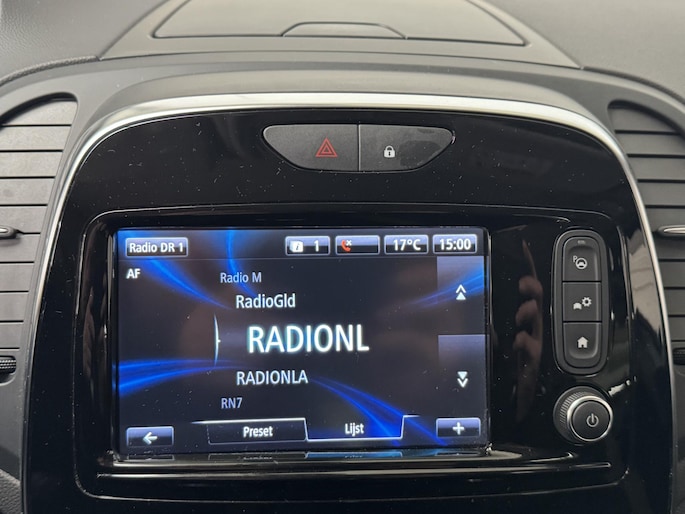 Radio DR 1
1
17°C
15:00
AF
Radio M
RadioGld
RADIONL
RADIONLA
RN7
Preset
Lijst
+